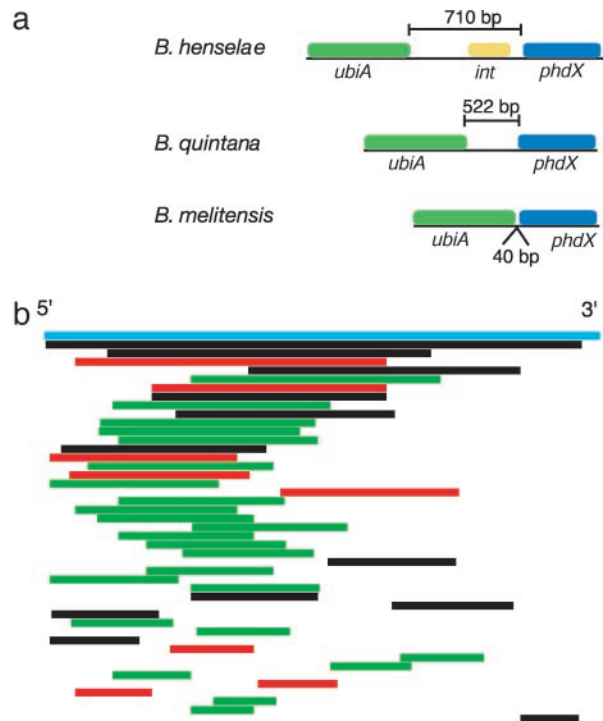 a
710 bp
B. henselae
ubiA int phdX
522 bp
B. quintana
ubiA phdX
B. melitensis
ubiA phdX
40 bp
b 5' 3'